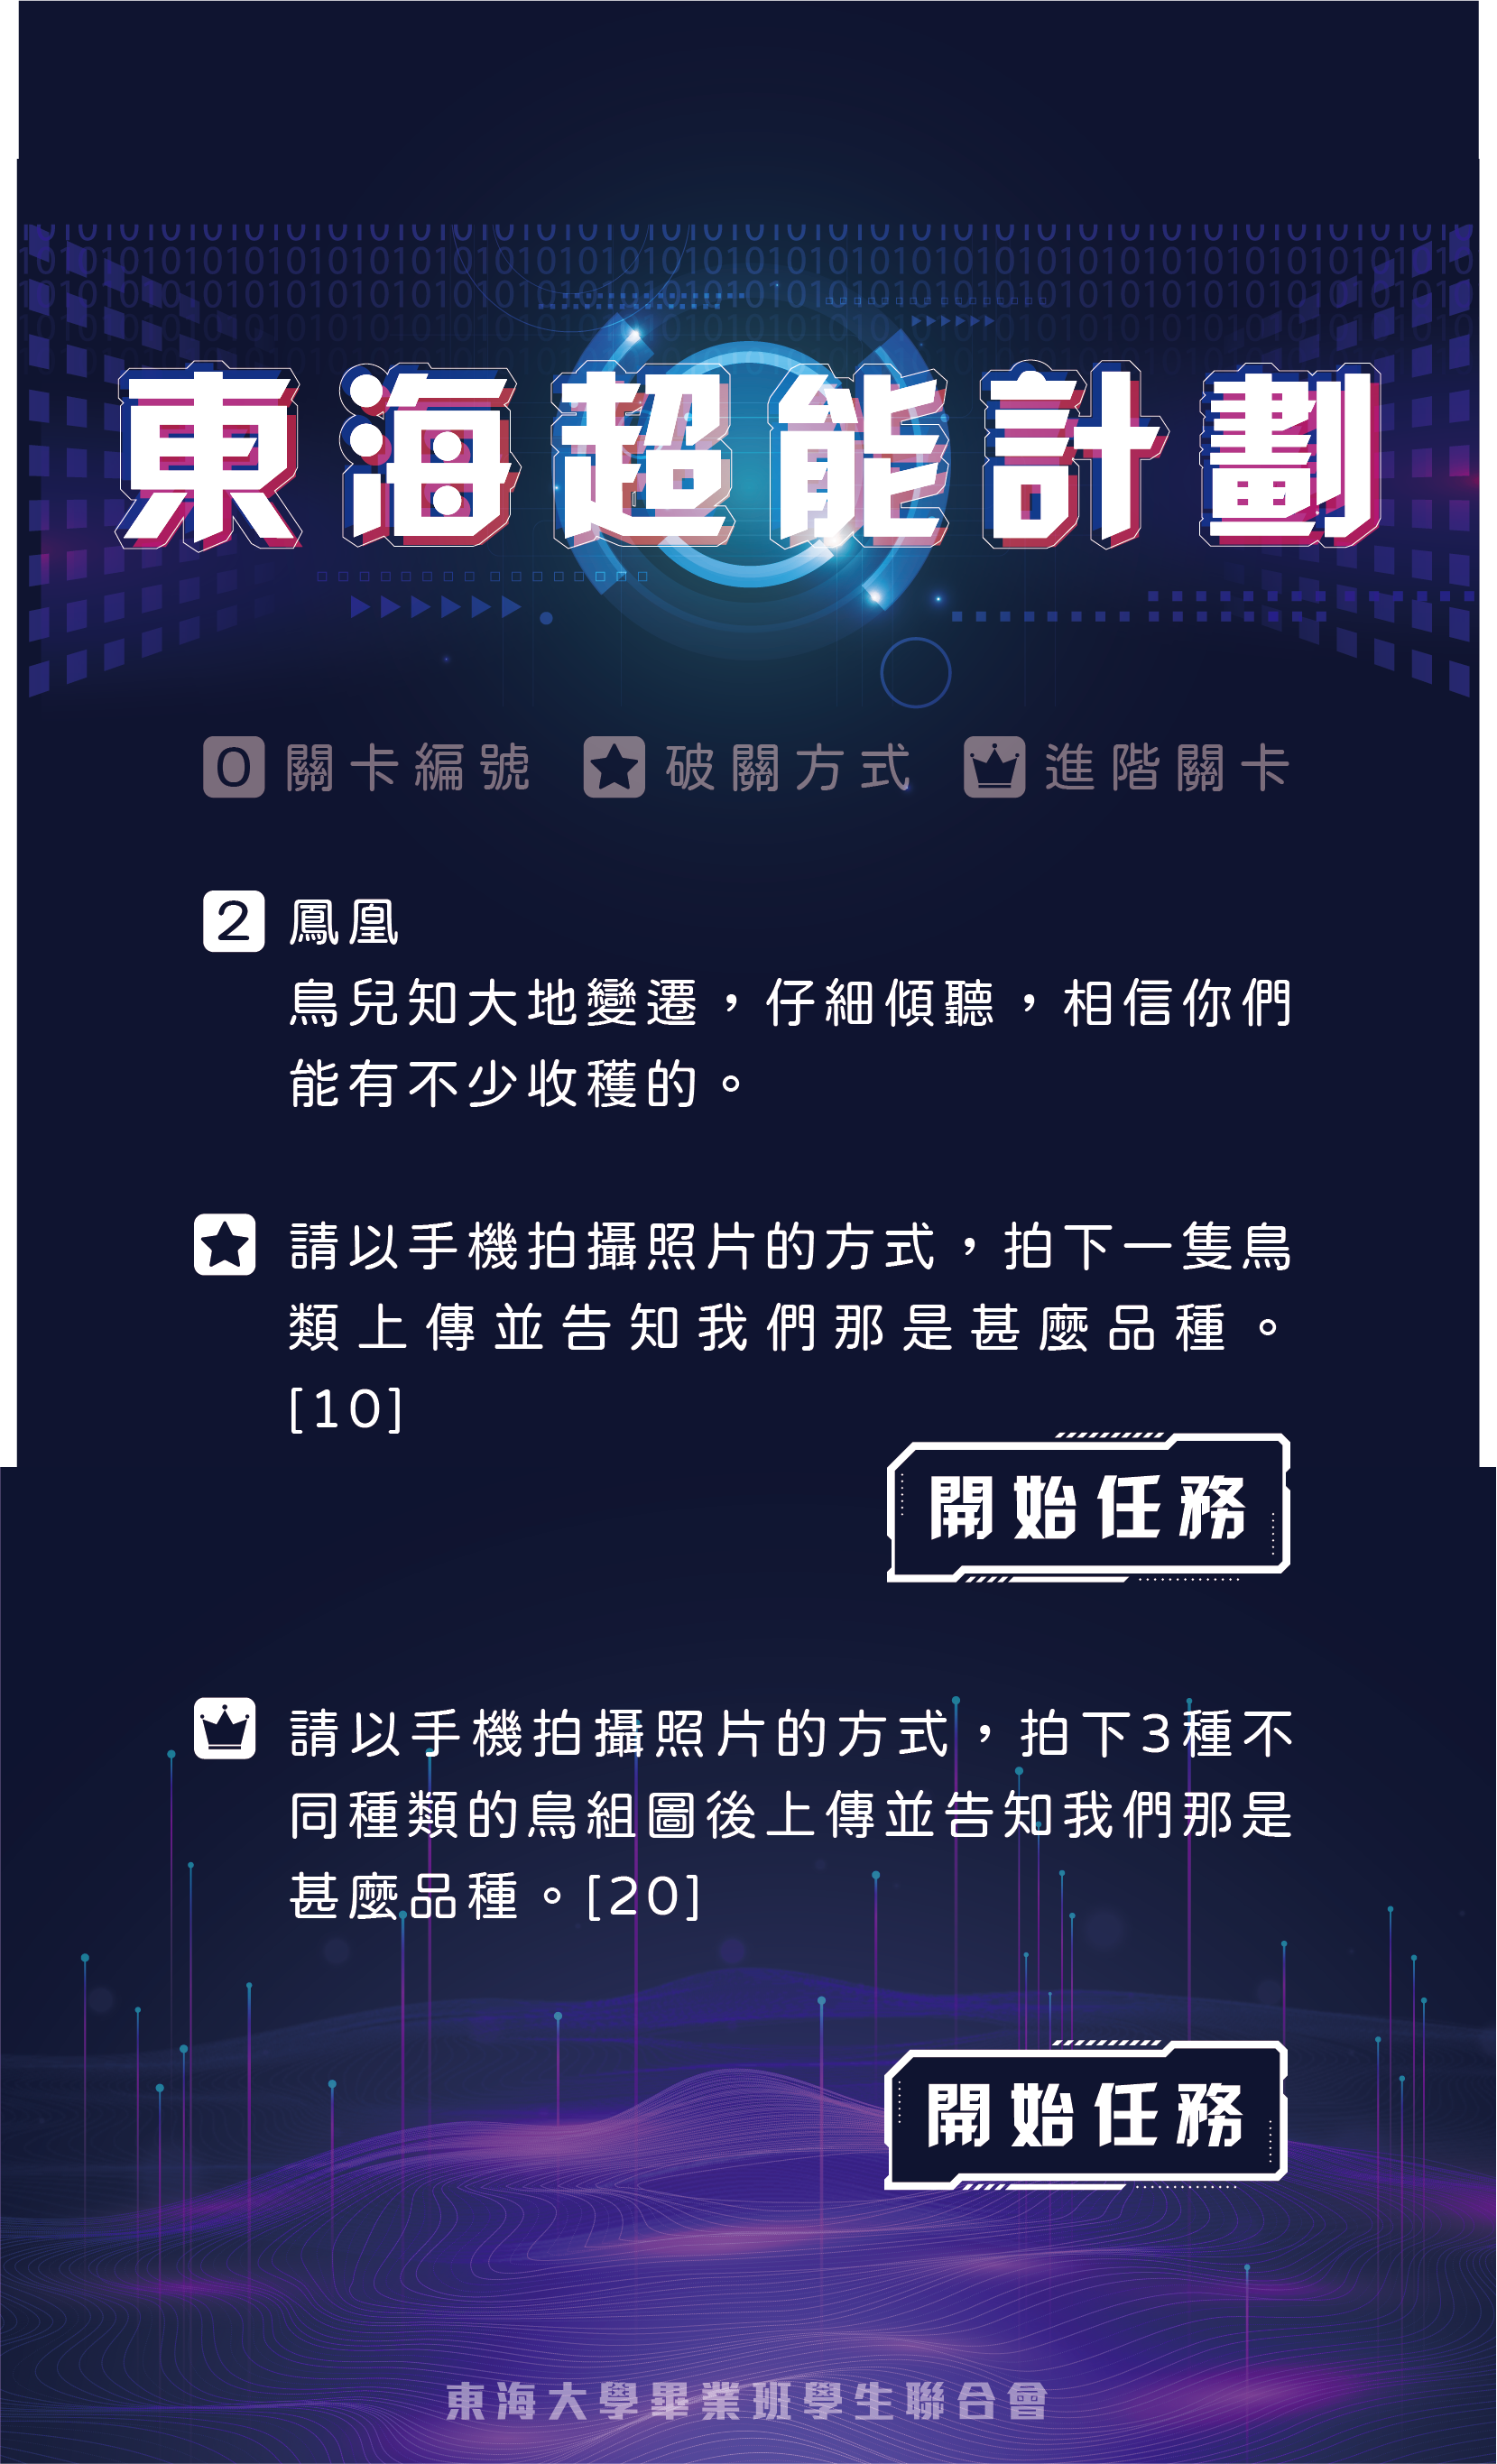 東海超能計劃
0 關卡編號 破關方式 進階關卡
2 鳳凰
鳥兒知大地變遷，仔細傾聽，相信你們
能有不少收穫的。
請以手機拍攝照片的方式，拍下一隻鳥
類上傳並告知我們那是甚麼品種。
[10]
開始任務
請以手機拍攝照片的方式，拍下3種不
同種類的鳥組圖後上傳並告知我們那是
甚麼品種。[20]
開始任務
東海大學畢業班學生聯合會